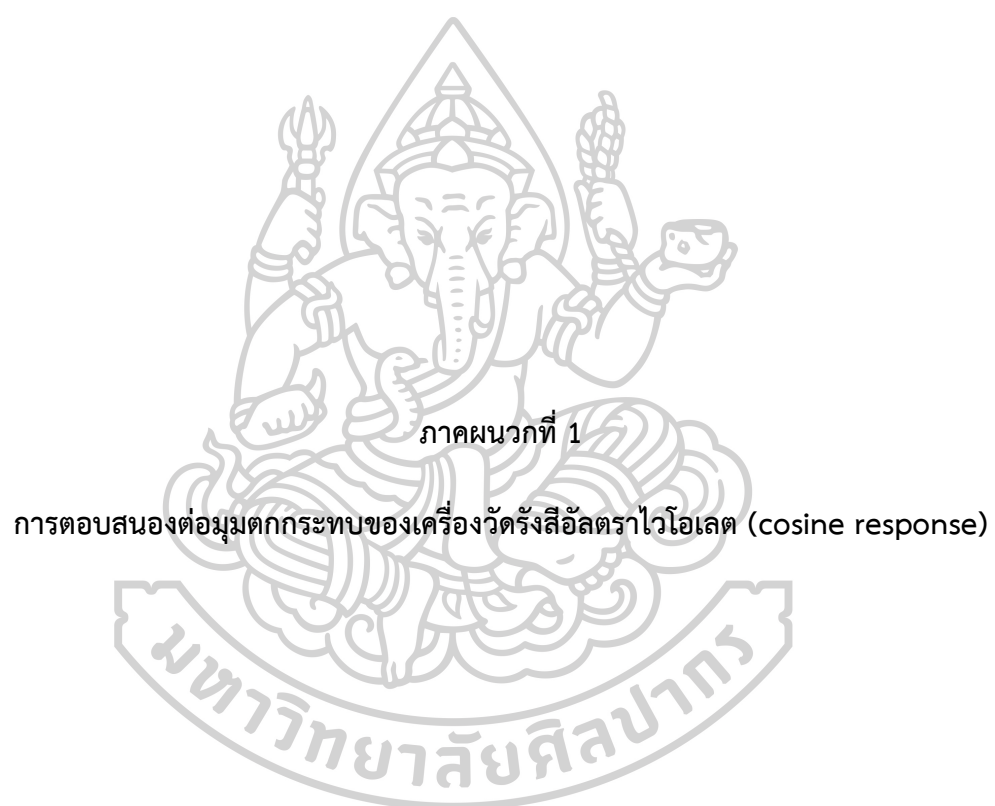 ภาคผนวกที่ 1
การตอบสนองต่อมุมตกกระทบของเครื่องวัดรังสีอัลตราไวโอเลต (cosine response)
มหาวิทยาลัยศิลปากร